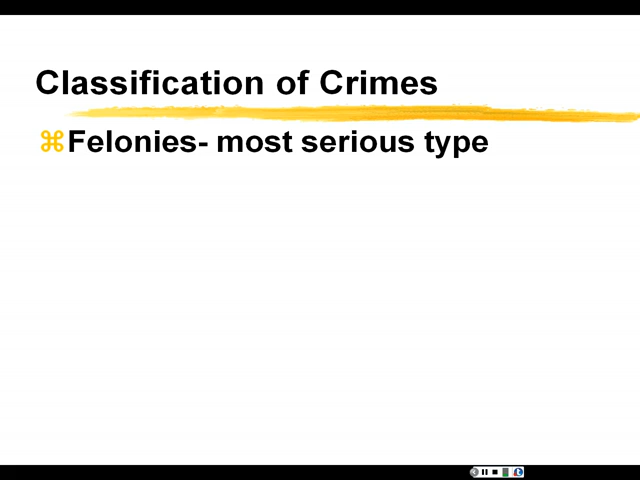 Classification of Crimes
⌘Felonies- most serious type